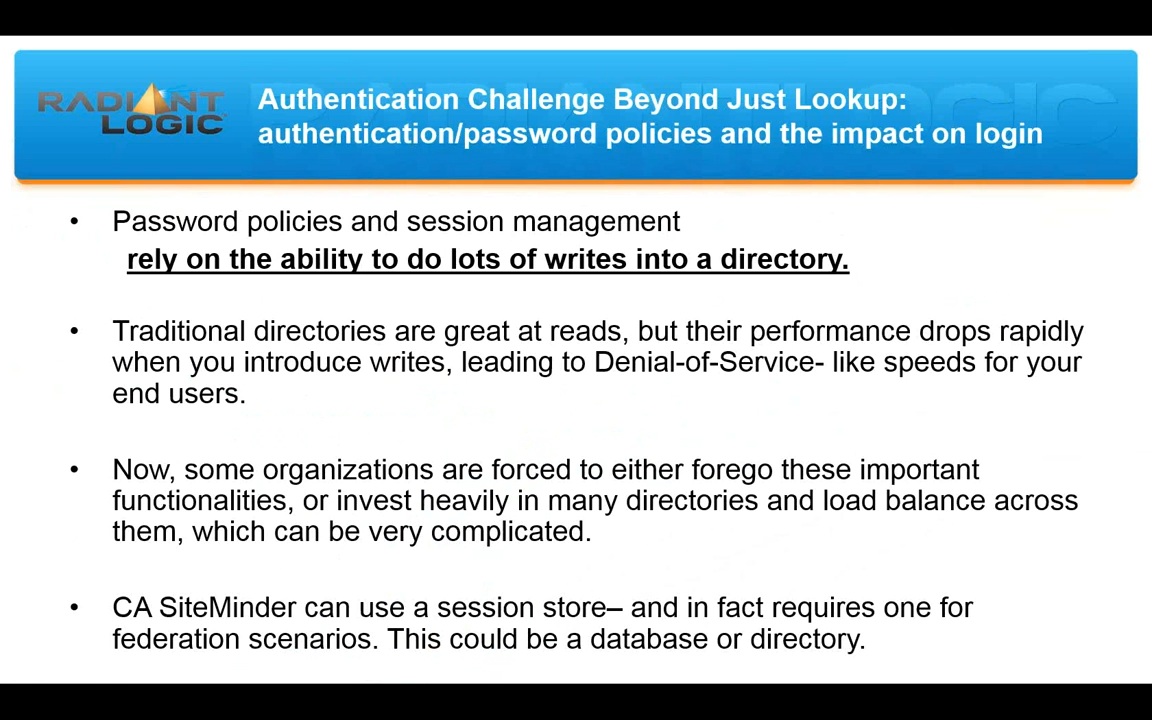 RADIANT
LOGIC
Authentication Challenge Beyond Just Lookup:
authentication/password policies and the impact on login
• Password policies and session management
rely on the ability to do lots of writes into a directory.
• Traditional directories are great at reads, but their performance drops rapidly
when you introduce writes, leading to Denial-of-Service- like speeds for your
end users.
• Now, some organizations are forced to either forego these important
functionalities, or invest heavily in many directories and load balance across
them, which can be very complicated.
• CA SiteMinder can use a session store– and in fact requires one for
federation scenarios. This could be a database or directory.